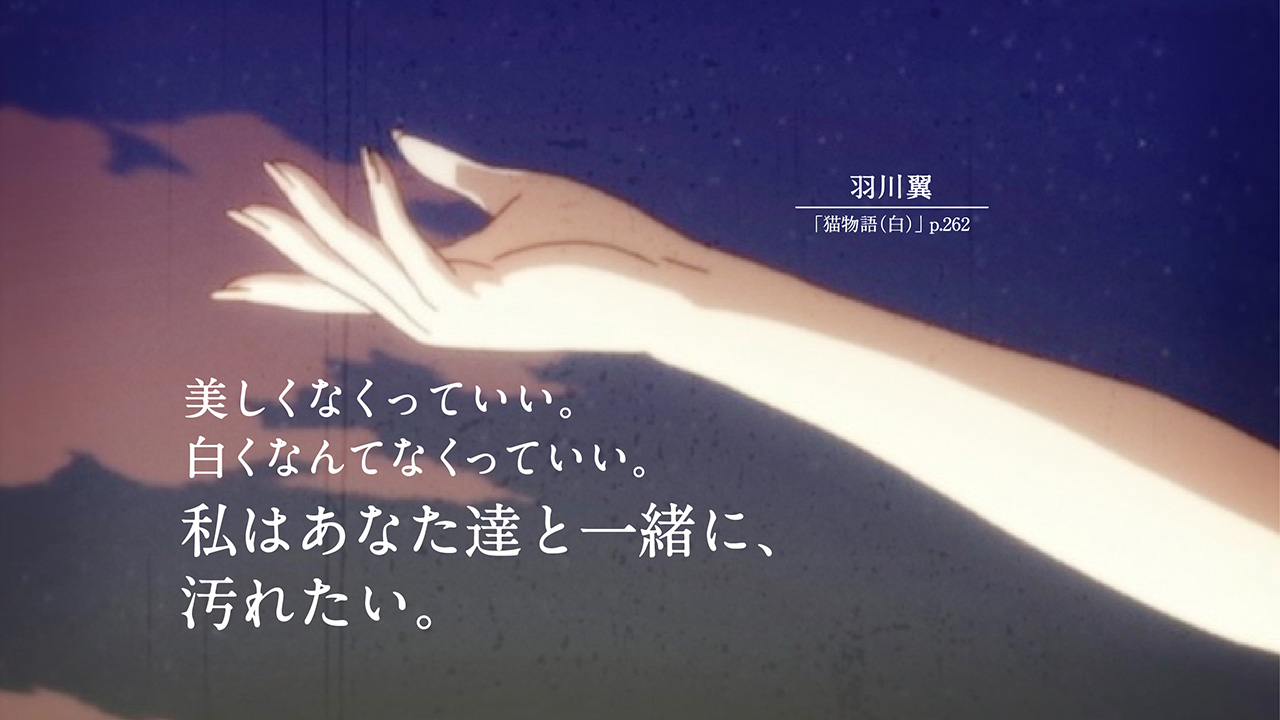 羽川翼
「猫物語(白)」p.262
美しくなくっていい。
白くなんてなくっていい。
私はあなた達と一緒に、
汚れたい。